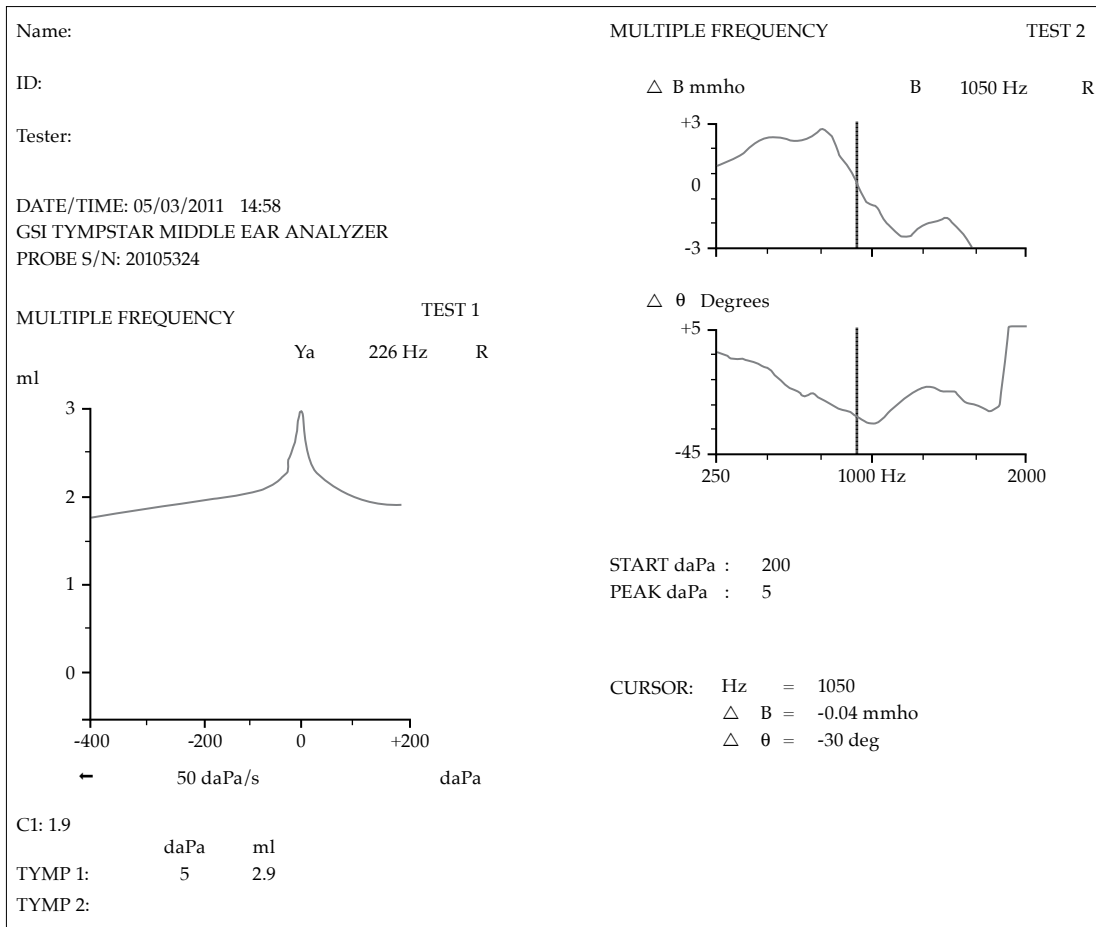 Name:
ID:
Tester:
DATE/TIME: 05/03/2011 14:58
GSI TYMPSTAR MIDDLE EAR ANALYZER
PROBE S/N: 20105324
MULTIPLE FREQUENCY TEST 1
Ya 226 Hz R
ml
3
2
1
0
-400 -200 0 +200
← 50 daPa/s daPa
C1: 1.9
daPa ml
TYMP 1: 5 2.9
TYMP 2:
MULTIPLE FREQUENCY TEST 2
△ B mmho B 1050 Hz R
+3
0
-3
△ θ Degrees
+5
-45
250 1000 Hz 2000
START daPa : 200
PEAK daPa : 5
CURSOR: Hz = 1050
△ B = -0.04 mmho
△ θ = -30 deg